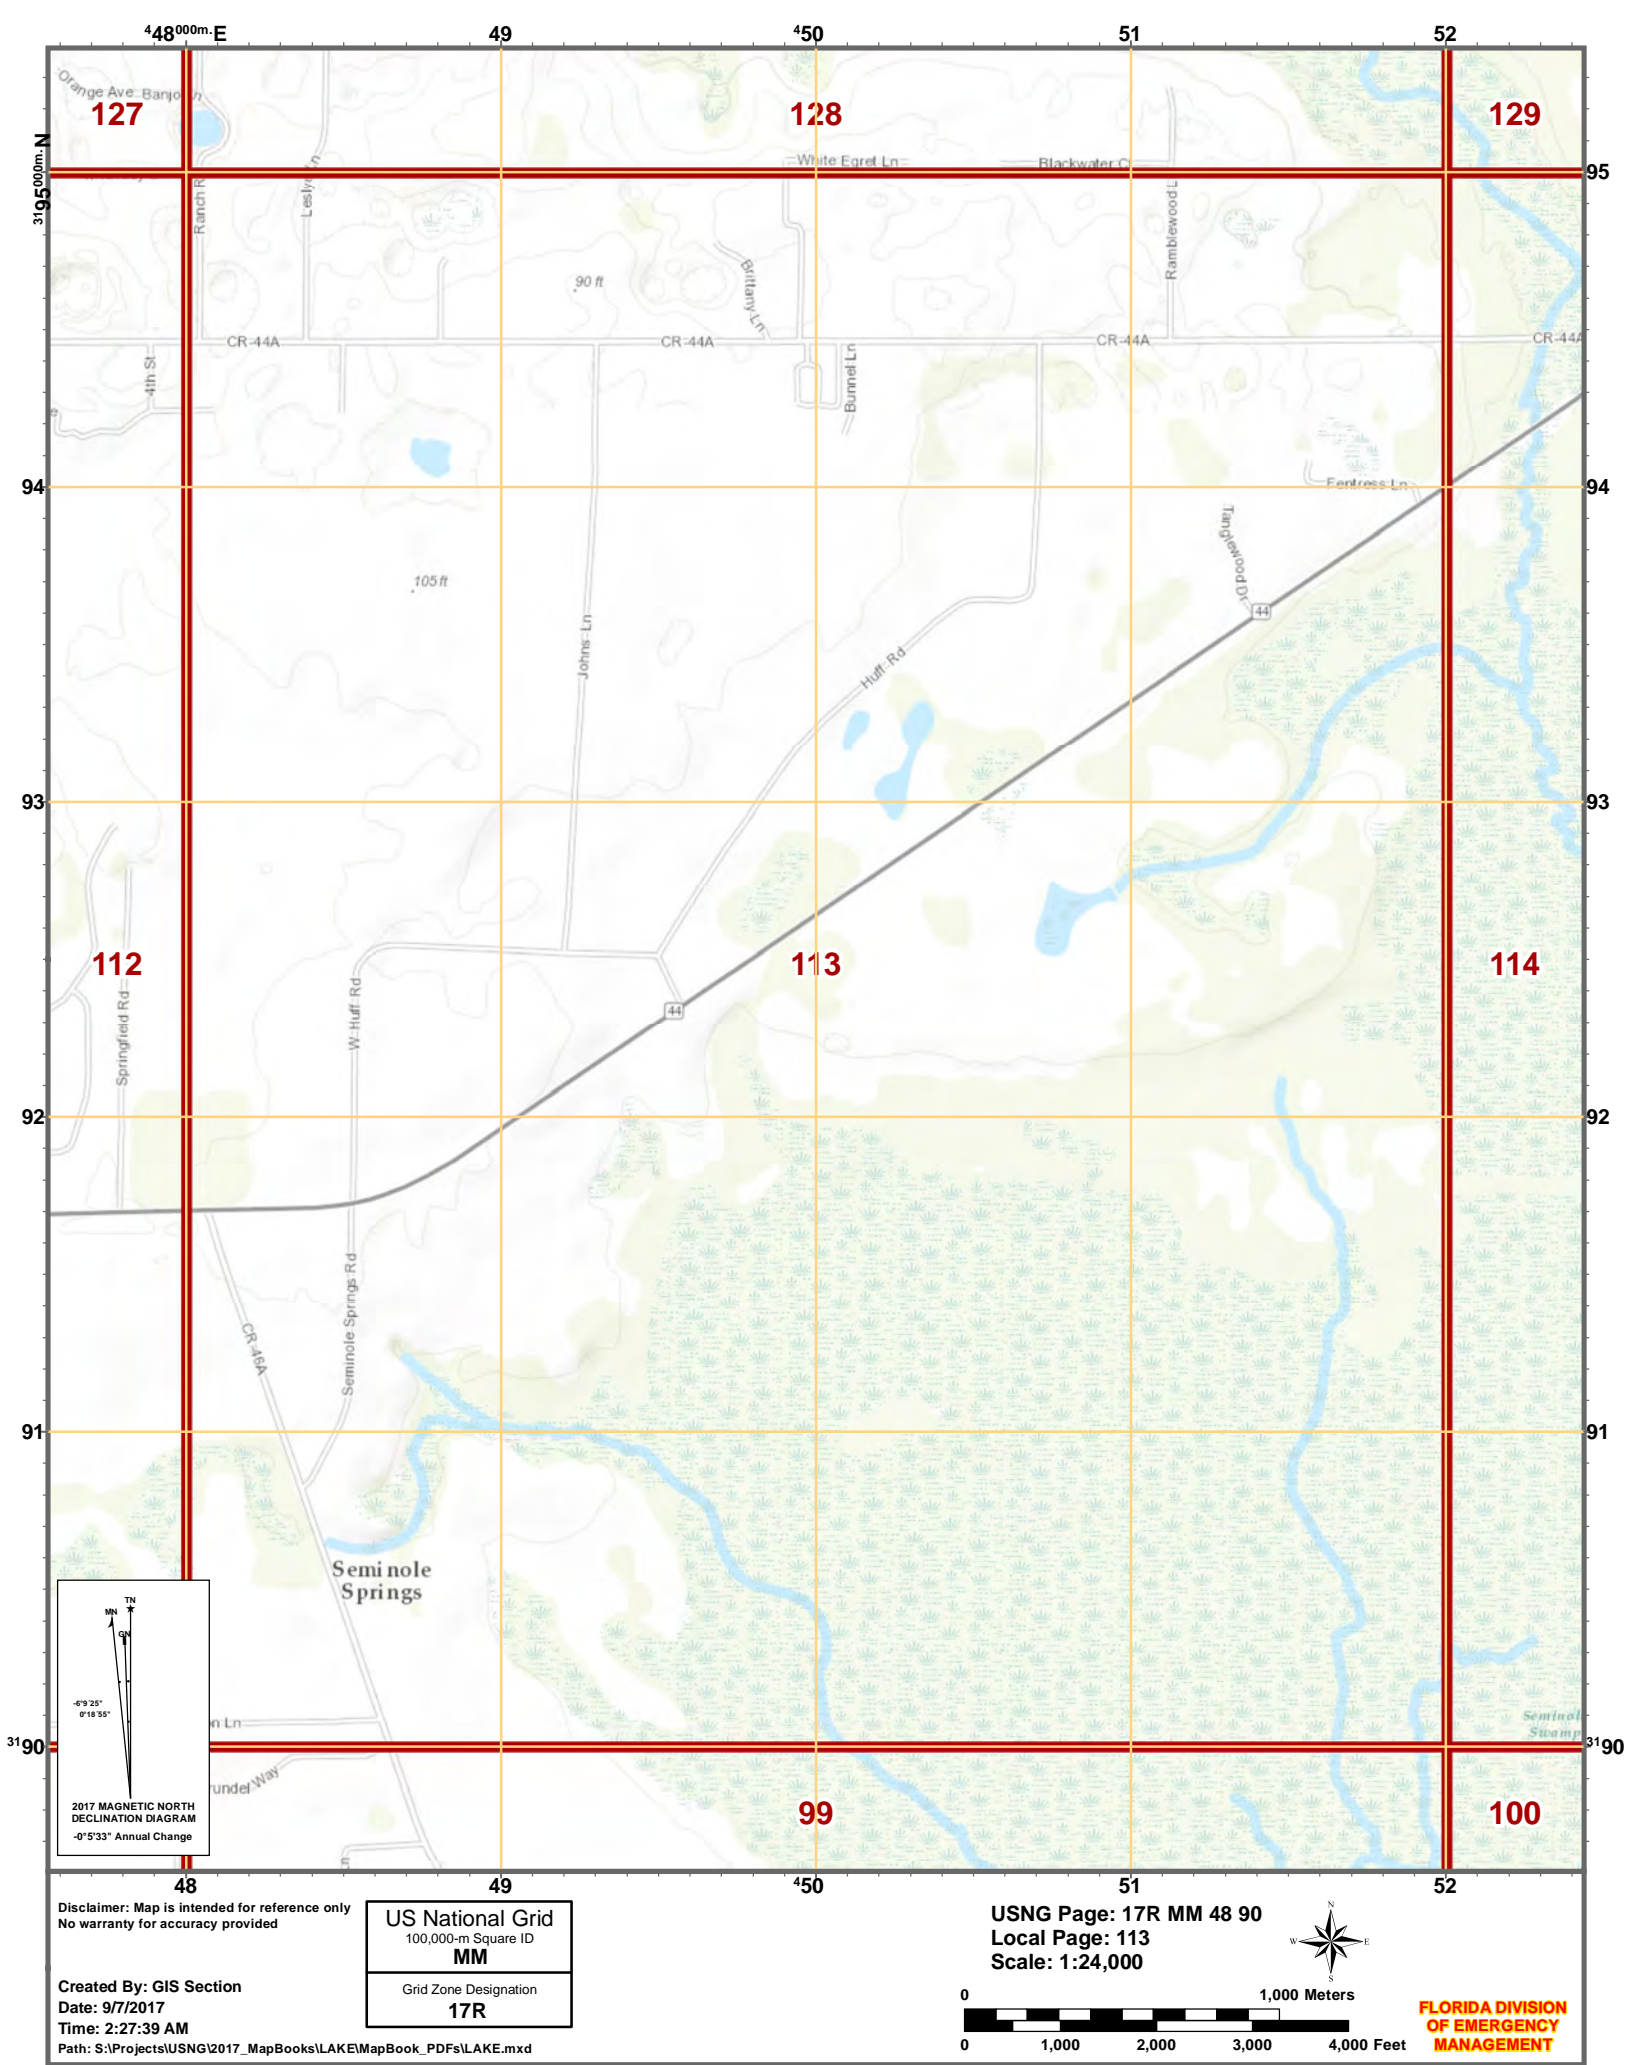 448000m.E 49 450 51 52
Orange Ave Banjo Ln
127 128 129
3195000m.N
White Egret Ln
Blackwater C
95
Ranch R
Leslye Ln
Ramblewood L
Brittany Ln
90 ft
CR-44A CR-44A CR-44A CR-44A
4th St
Bunnel Ln
94 Fentress Ln 94
Tanglewood Dr
105 ft
44
Johns Ln
Huff Rd
93 93
112 113 114
Springfield Rd
W Huff Rd
44
92 92
CR-46A
Seminole Springs Rd
91 91
Seminole
Springs
TN
MN
GN
-6°9'25"
0°18'55"
2017 MAGNETIC NORTH
DECLINATION DIAGRAM
-0°5'33" Annual Change
n Ln
Seminol
Swamp
3190 3190
rundel Way
99 100
48 49 450 51 52
Disclaimer: Map is intended for reference only
No warranty for accuracy provided
Created By: GIS Section
Date: 9/7/2017
Time: 2:27:39 AM
Path: S:\Projects\USNG\2017_MapBooks\LAKE\MapBook_PDFs\LAKE.mxd
US National Grid
100,000-m Square ID
MM
Grid Zone Designation
17R
USNG Page: 17R MM 48 90
Local Page: 113
Scale: 1:24,000
N
W E
S
0 1,000 Meters
0 1,000 2,000 3,000 4,000 Feet
FLORIDA DIVISION
OF EMERGENCY
MANAGEMENT